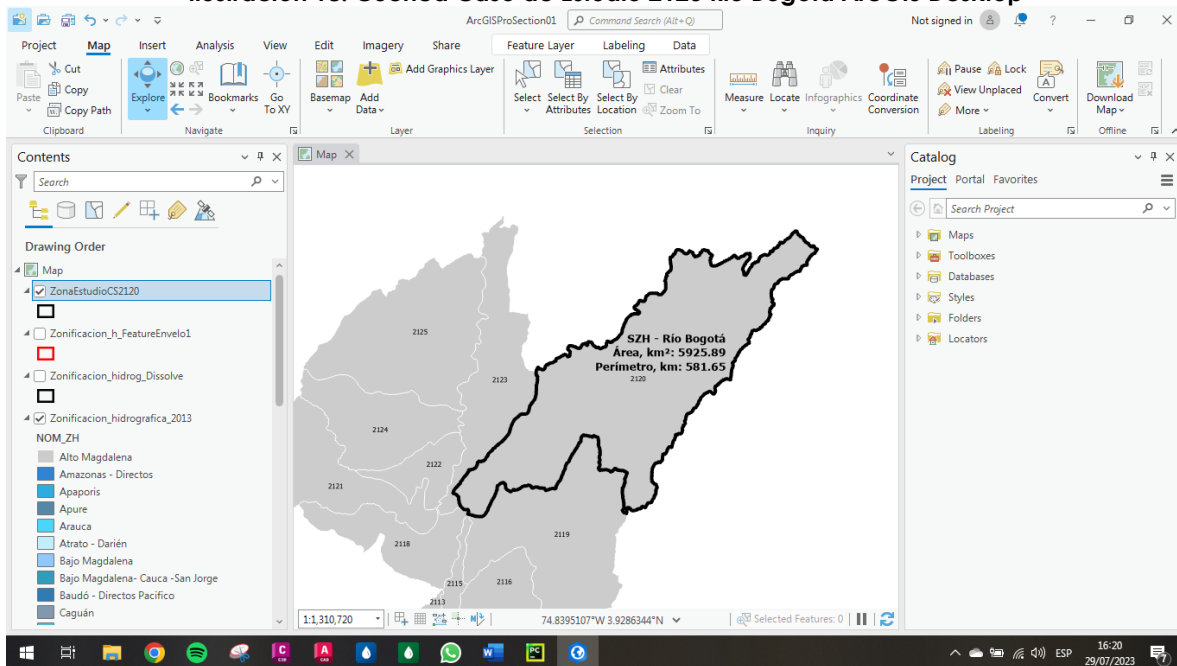 ArcGISProSection01
Command Search (Alt+Q)
Not signed in
?
Project Map Insert Analysis View Edit Imagery Share Feature Layer Labeling Data
Paste
Cut
Copy
Copy Path
Clipboard
Explore
Bookmarks
Go To XY
Navigate
Basemap
Add Data
Add Graphics Layer
Layer
Select
Select By Attributes
Select By Location
Attributes
Clear
Zoom To
Selection
Measure
Locate
Infographics
Coordinate Conversion
Inquiry
Pause
Lock
View Unplaced
More
Convert
Labeling
Download Map
Offline
Contents
Search
Drawing Order
Map
ZonaEstudioCS2120
Zonificacion_h_FeatureEnvelo1
Zonificacion_hidrog_Dissolve
Zonificacion_hidrografica_2013
NOM_ZH
Alto Magdalena
Amazonas - Directos
Apaporis
Apure
Arauca
Atrato - Darién
Bajo Magdalena
Bajo Magdalena- Cauca -San Jorge
Baudó - Directos Pacifico
Caguán
Map
2125
SZH - Río Bogotá
Área, km²: 5925.89
Perímetro, km: 581.65
2120
2123
2124
2122
2121
2119
2118
2115
2116
2113
1:1,310,720
74.8395107°W 3.9286344°N
Selected Features: 0
Catalog
Project Portal Favorites
Search Project
Maps
Toolboxes
Databases
Styles
Folders
Locators
ESP
16:20
29/07/2023